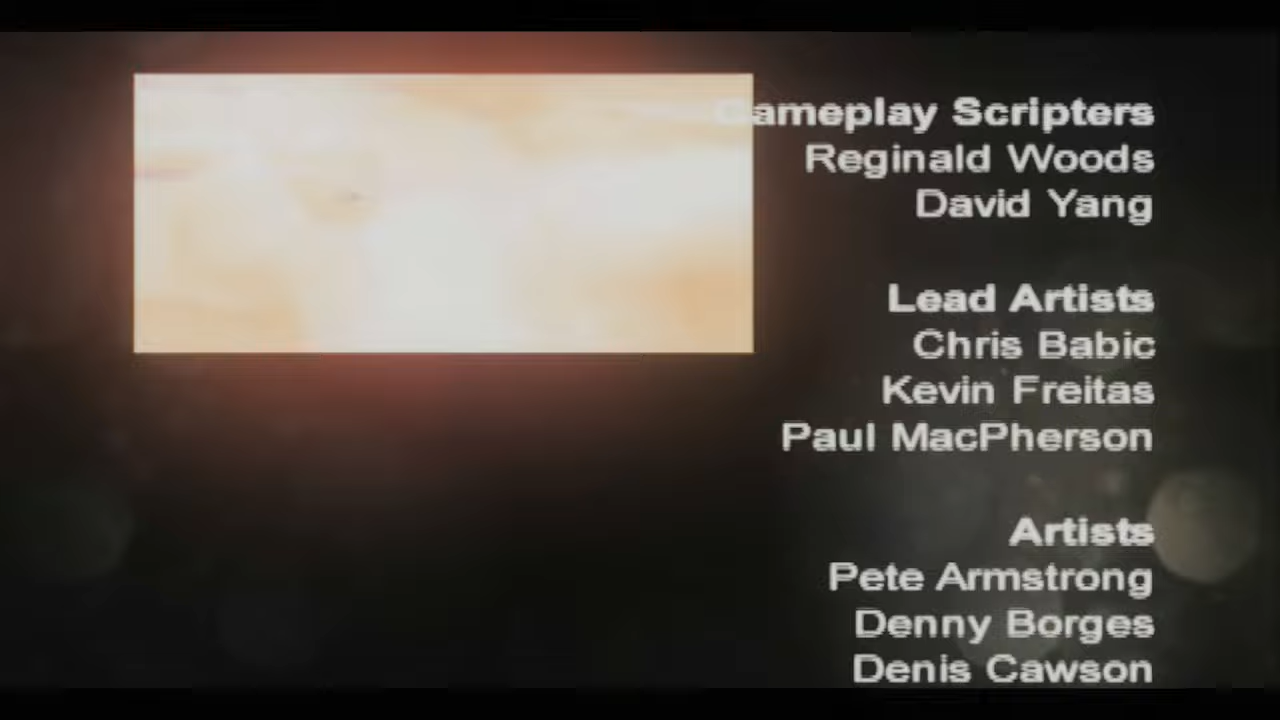 Gameplay Scripters
Reginald Woods
David Yang
Lead Artists
Chris Babic
Kevin Freitas
Paul MacPherson
Artists
Pete Armstrong
Denny Borges
Denis Cawson